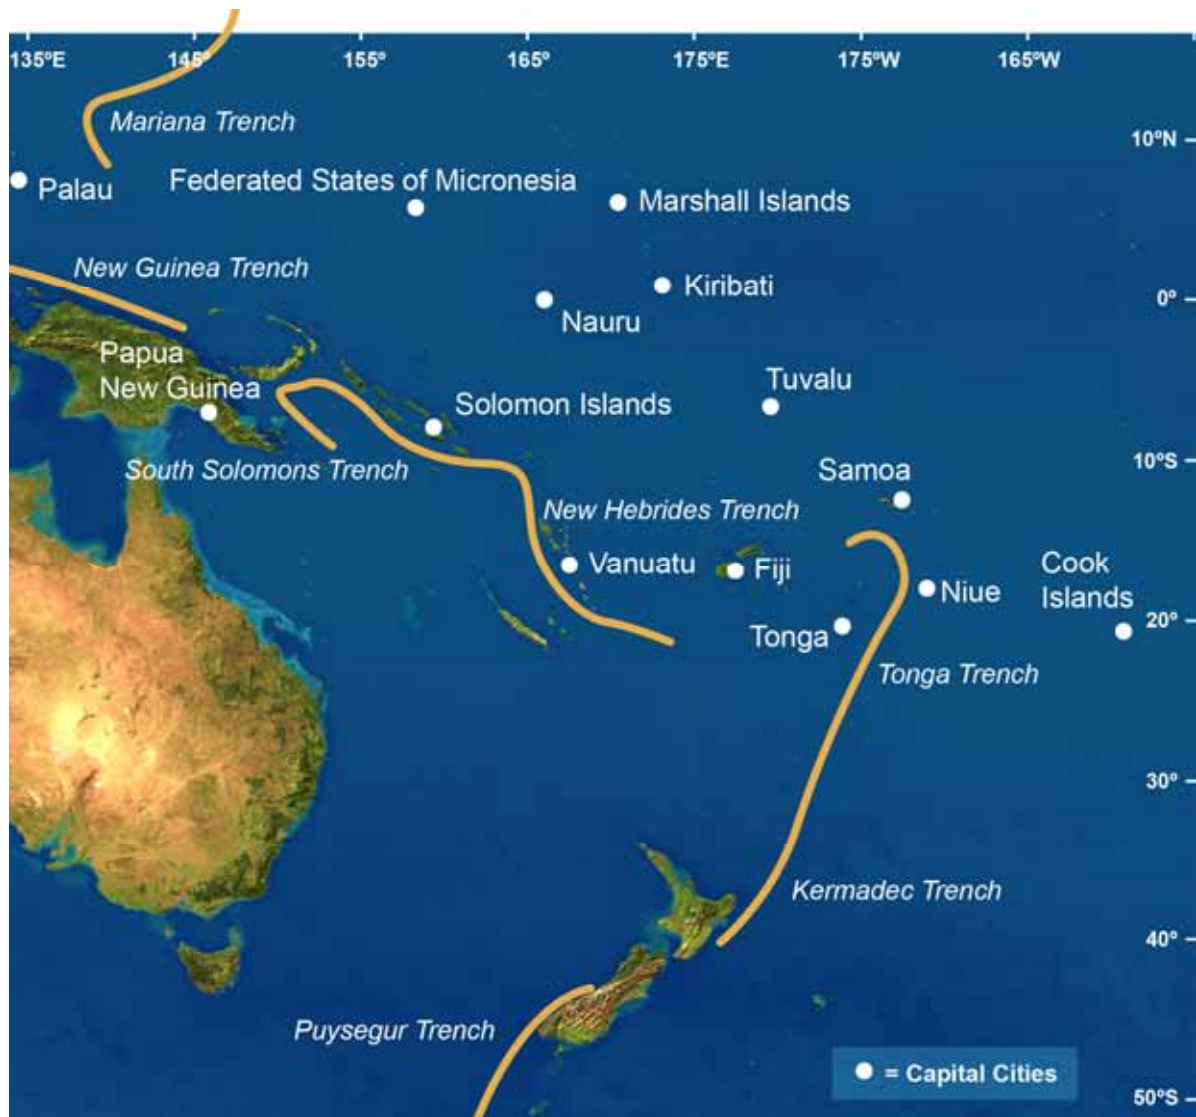 135ºE
145º
155º
165º
175ºE
175ºW
165ºW
Mariana Trench
10ºN
Federated States of Micronesia
Palau
Marshall Islands
New Guinea Trench
Kiribati
0º
Nauru
Papua
New Guinea
Tuvalu
Solomon Islands
South Solomons Trench
10ºS
Samoa
New Hebrides Trench
Vanuatu
Fiji
Cook
Islands
Niue
20º
Tonga
Tonga Trench
30º
Kermadec Trench
40º
Puysegur Trench
= Capital Cities
50ºS